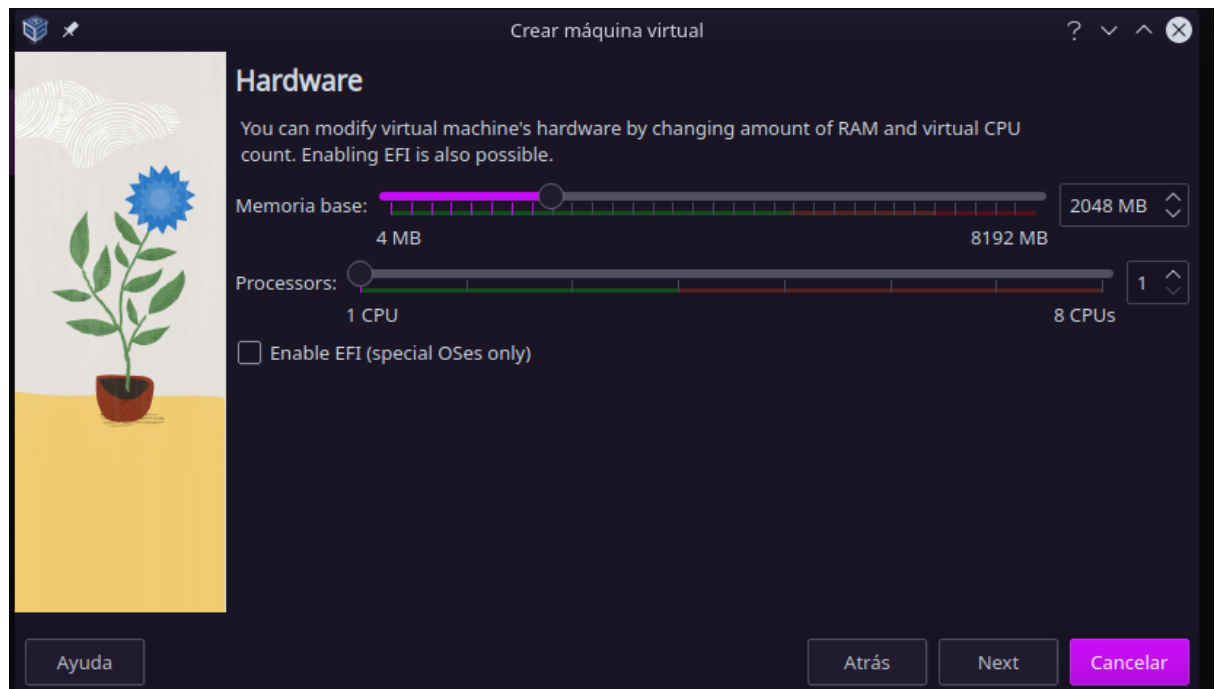 Crear máquina virtual
Hardware
You can modify virtual machine's hardware by changing amount of RAM and virtual CPU
count. Enabling EFI is also possible.
Memoria base: 2048 MB
4 MB 8192 MB
Processors: 1
1 CPU 8 CPUs
Enable EFI (special OSes only)
Ayuda Atrás Next Cancelar